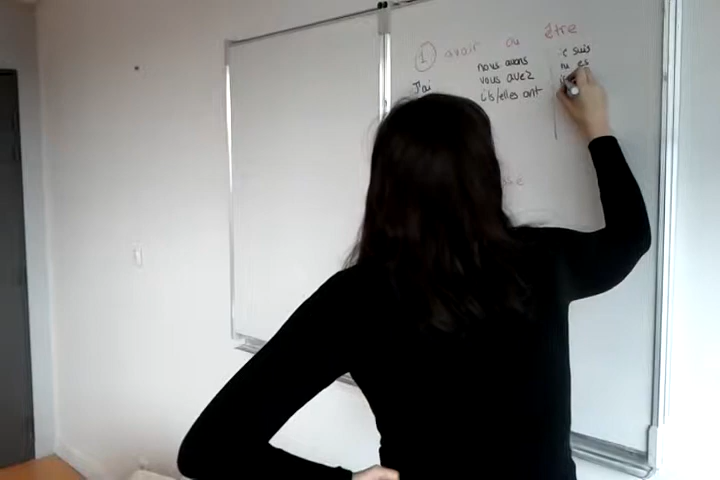 1 avoir ou être
J'ai
nous avons
vous avez
ils/elles ont
je suis
tu es